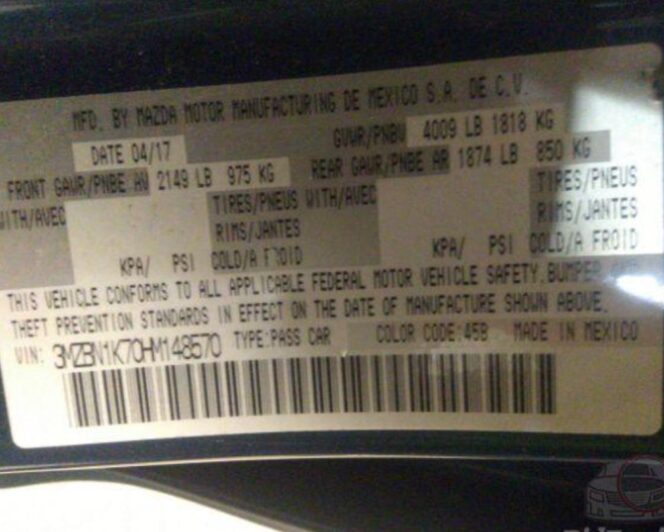 MFD. BY MAZDA MOTOR MANUFACTURING DE MEXICO S.A. DE C.V.
DATE 04/17 GVWR/PNBV 4009 LB 1818 KG
FRONT GAWR/PNBE AV 2149 LB 975 KG REAR GAWR/PNBE AR 1874 LB 850 KG
WITH/AVEC TIRES/PNEUS WITH/AVEC TIRES/PNEUS
RIMS/JANTES RIMS/JANTES
KPA/ PSI COLD/A FROID KPA/ PSI COLD/A FROID
THIS VEHICLE CONFORMS TO ALL APPLICABLE FEDERAL MOTOR VEHICLE SAFETY, BUMPER, AND
THEFT PREVENTION STANDARDS IN EFFECT ON THE DATE OF MANUFACTURE SHOWN ABOVE.
VIN: 3MZBN1K70HM148570 TYPE:PASS CAR COLOR CODE:45B MADE IN MEXICO